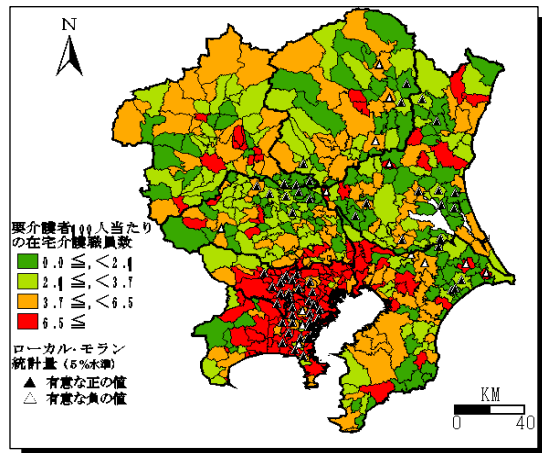 N
要介護者100人当たり
の在宅介護職員数
0.0 ≦,<2.4
2.4 ≦,<3.7
3.7 ≦,<6.5
6.5 ≦
ローカル・モラン
統計量 (5%水準)
▲ 有意な正の値
△ 有意な負の値
KM
0 40